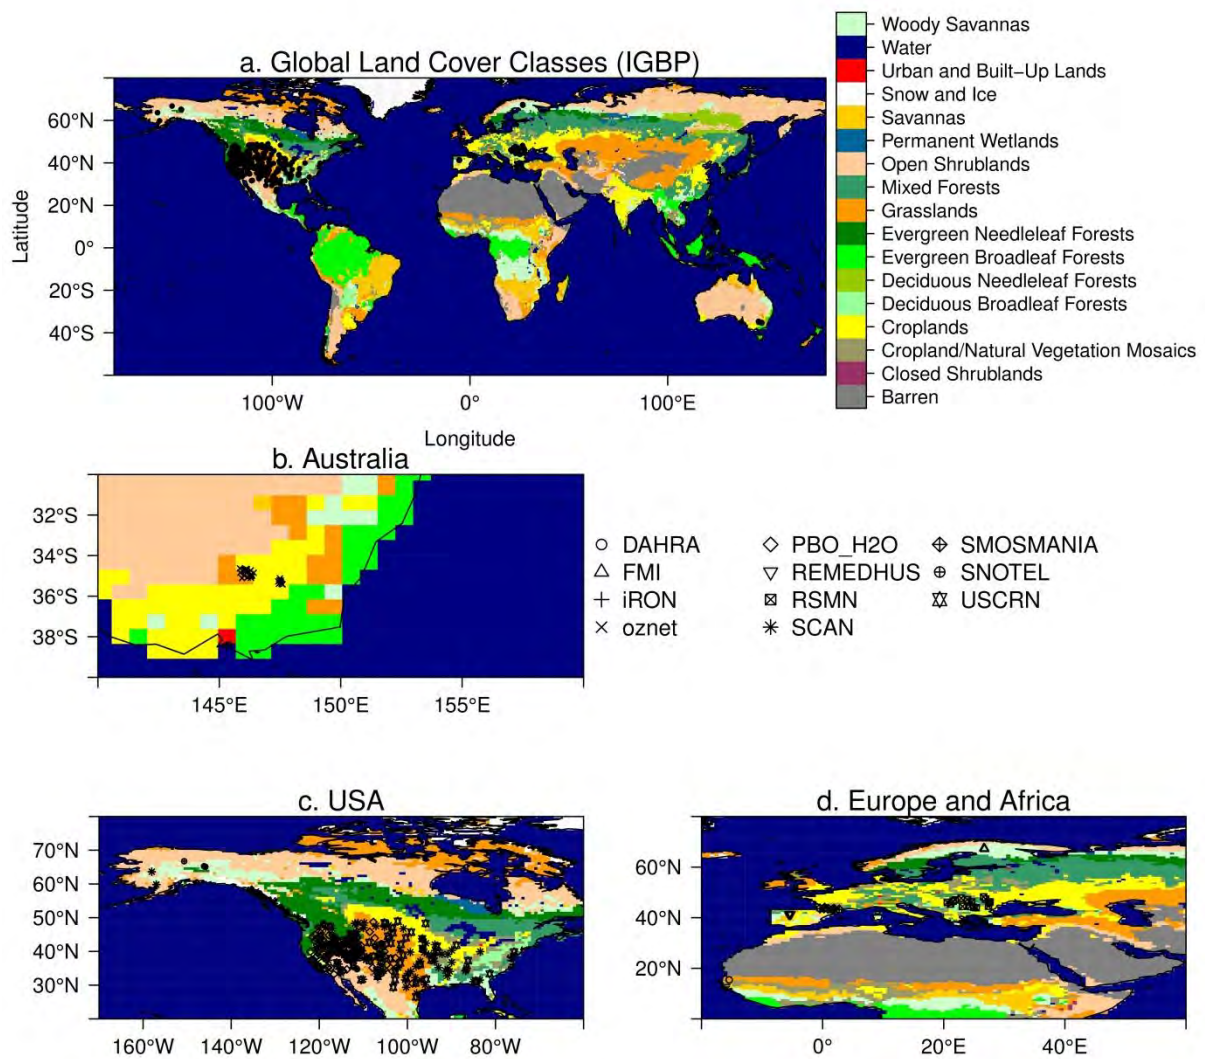 a. Global Land Cover Classes (IGBP)
Woody Savannas
Water
Urban and Built-Up Lands
Snow and Ice
Savannas
Permanent Wetlands
Open Shrublands
Mixed Forests
Grasslands
Evergreen Needleleaf Forests
Evergreen Broadleaf Forests
Deciduous Needleleaf Forests
Deciduous Broadleaf Forests
Croplands
Cropland/Natural Vegetation Mosaics
Closed Shrublands
Barren
Latitude
60°N
40°N
20°N
0°
20°S
40°S
100°W 0° 100°E
Longitude
b. Australia
32°S
34°S
36°S
38°S
145°E 150°E 155°E
DAHRA PBO_H2O SMOSMANIA
FMI REMEDHUS SNOTEL
iRON RSMN USCRN
oznet SCAN
c. USA
70°N
60°N
50°N
40°N
30°N
160°W 140°W 120°W 100°W 80°W
d. Europe and Africa
60°N
40°N
20°N
0° 20°E 40°E